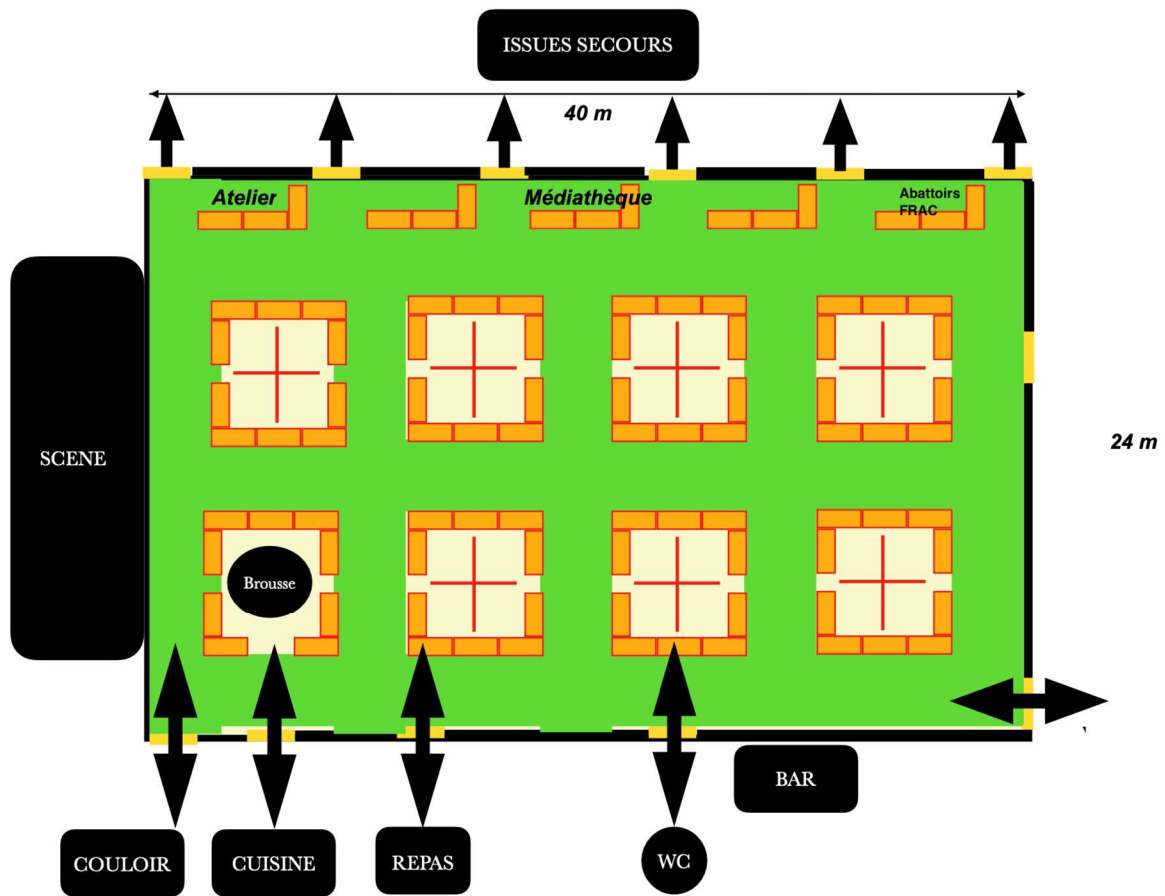 ISSUES SECOURS
40 m
Atelier
Médiathèque
Abattoirs
FRAC
SCENE
24 m
Brousse
BAR
COULOIR
CUISINE
REPAS
WC